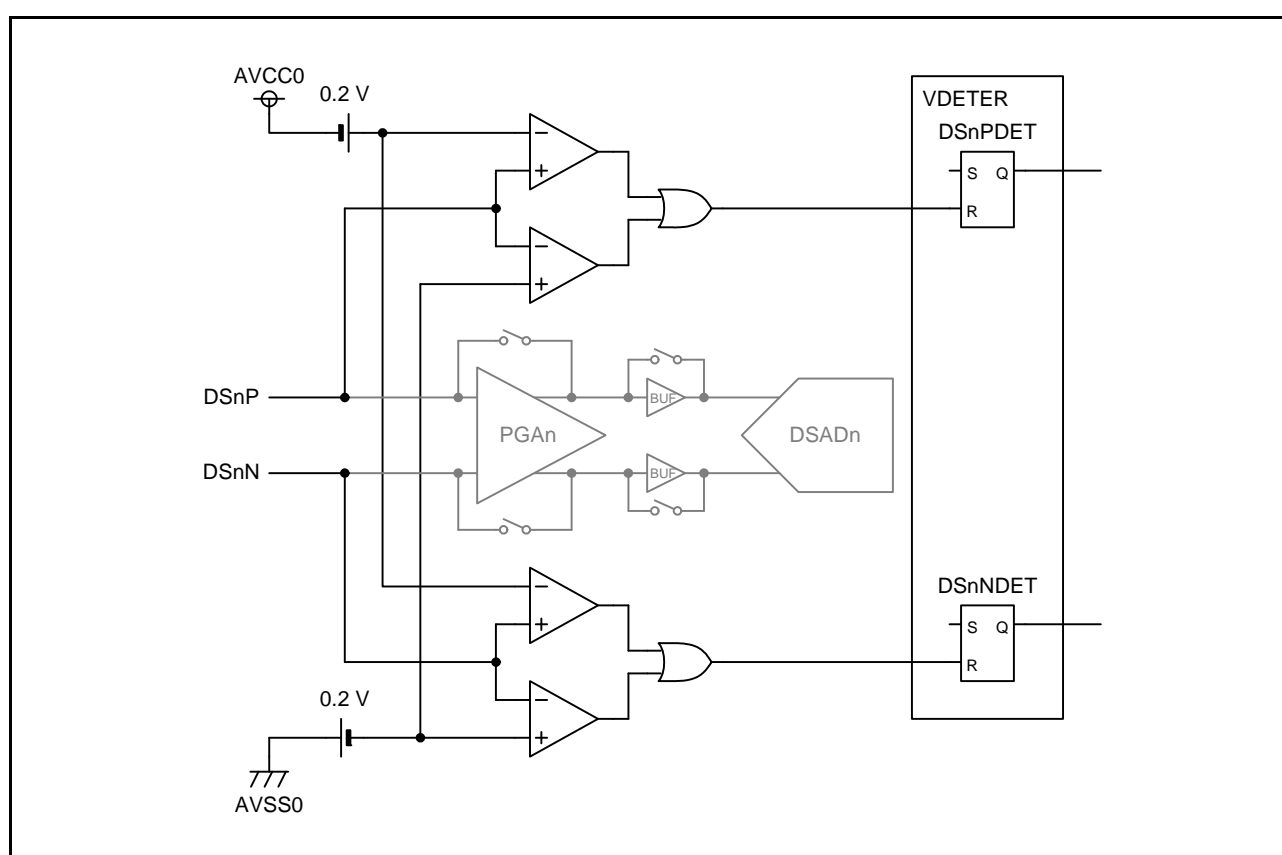 AVCC0
0.2 V
VDETER
DSnPDET
−
+
S Q
R
−
+
DSnP
PGAn
BUF
DSADn
DSnN
BUF
DSnNDET
−
+
S Q
R
0.2 V
−
+
AVSS0